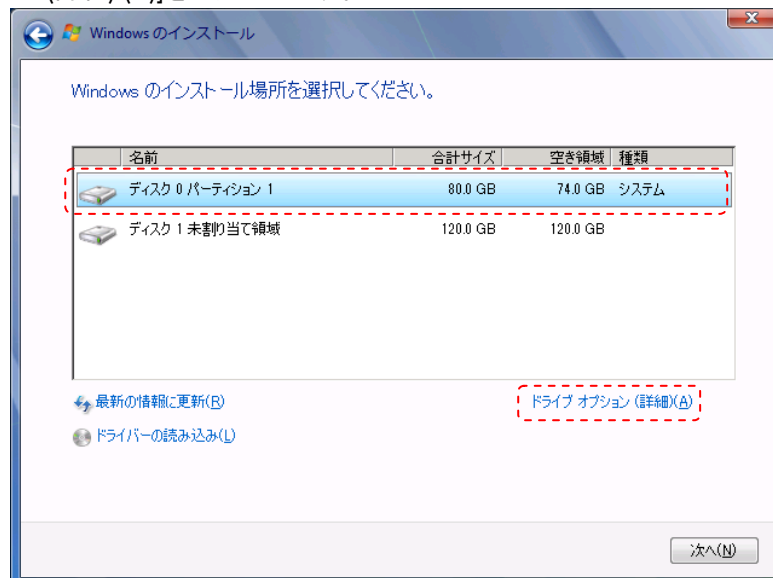 Windows のインストール
Windows のインストール場所を選択してください。
名前 合計サイズ 空き領域 種類
ディスク 0 パーティション 1 80.0 GB 74.0 GB システム
ディスク 1 未割り当て領域 120.0 GB 120.0 GB
最新の情報に更新(R) ドライブ オプション (詳細)(A)
ドライバーの読み込み(L)
次へ(N)